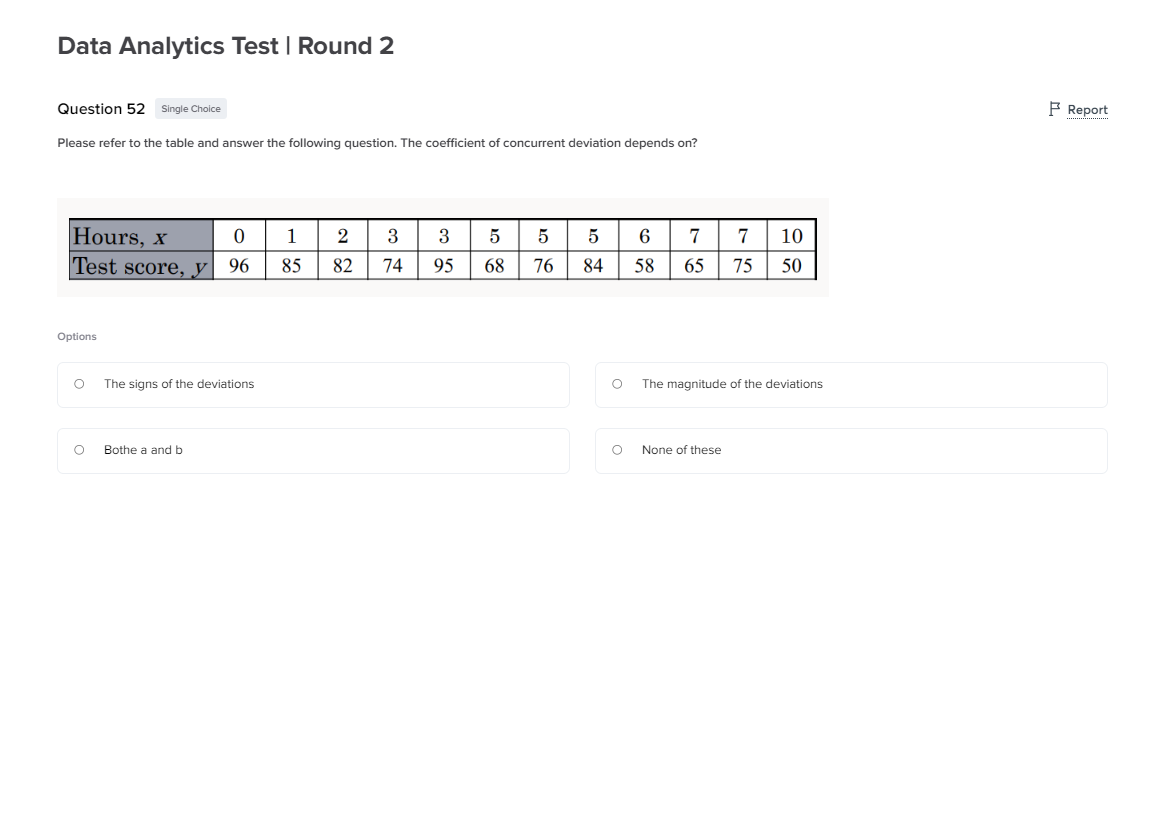 Data Analytics Test | Round 2
Question 52 Single Choice Report
Please refer to the table and answer the following question. The coefficient of concurrent deviation depends on?
Hours, x 0 1 2 3 3 5 5 5 6 7 7 10
Test score, y 96 85 82 74 95 68 76 84 58 65 75 50
Options
The signs of the deviations The magnitude of the deviations
Bothe a and b None of these